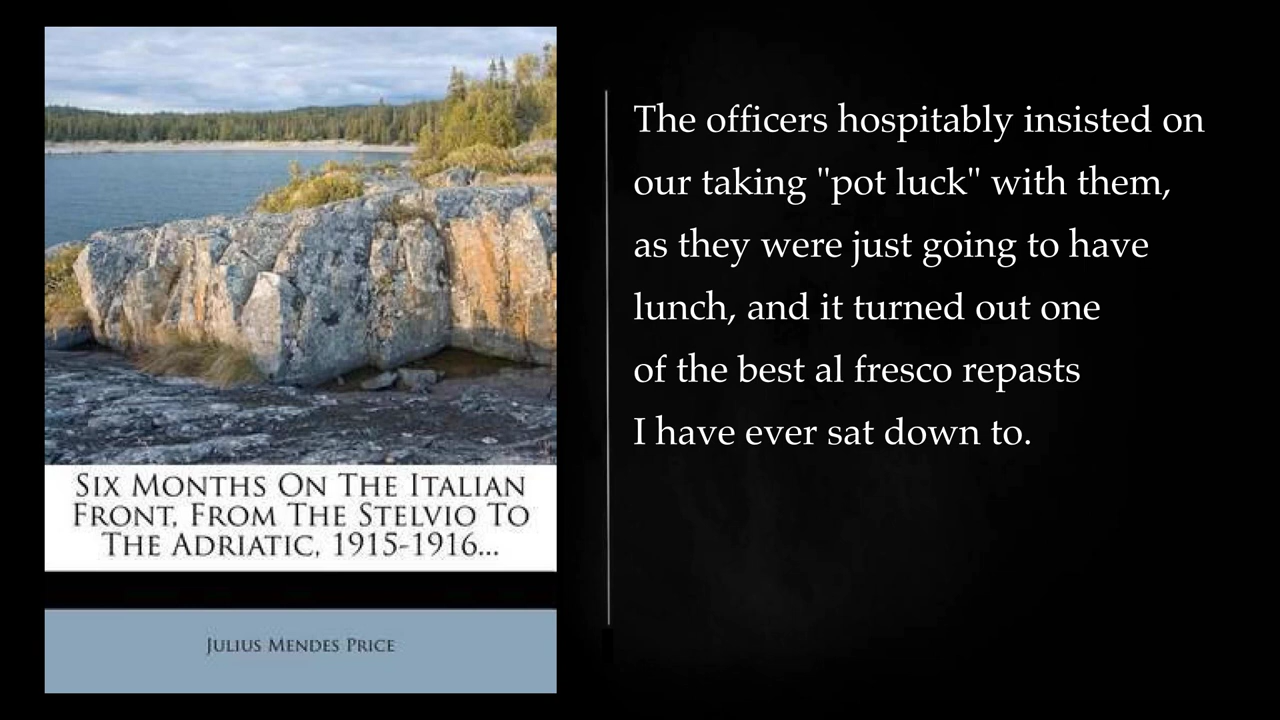 Six Months On The Italian
Front, From The Stelvio To
The Adriatic, 1915-1916...
Julius Mendes Price
The officers hospitably insisted on
our taking "pot luck" with them,
as they were just going to have
lunch, and it turned out one
of the best al fresco repasts
I have ever sat down to.